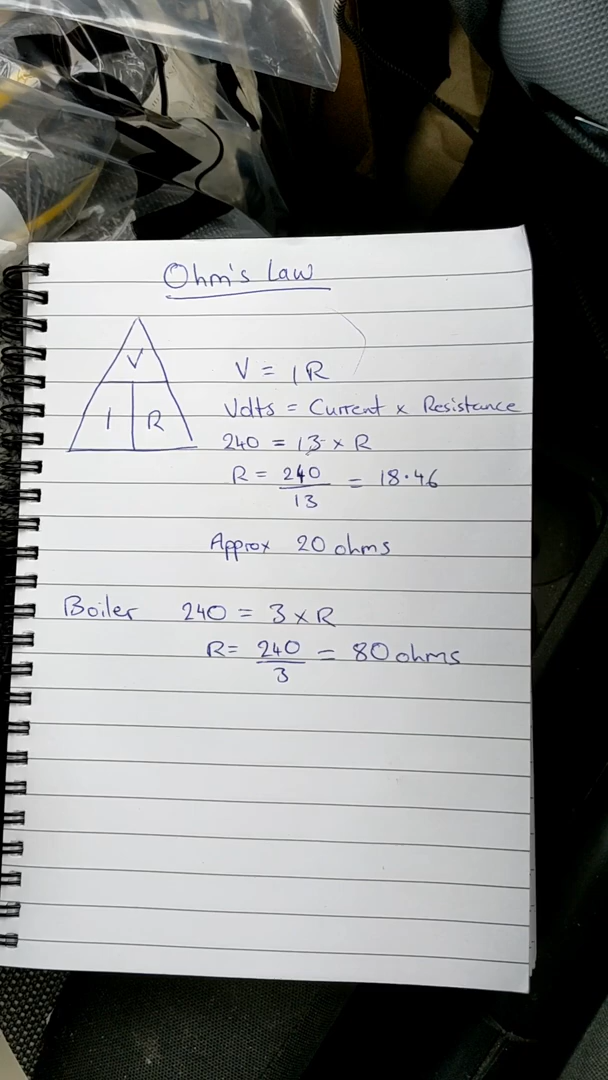 Ohm's Law
V
I R
V = IR
Volts = Current x Resistance
240 = 13 x R
R = 240/13 = 18.46
Approx 20 ohms
Boiler 240 = 3 x R
R = 240/3 = 80 ohms